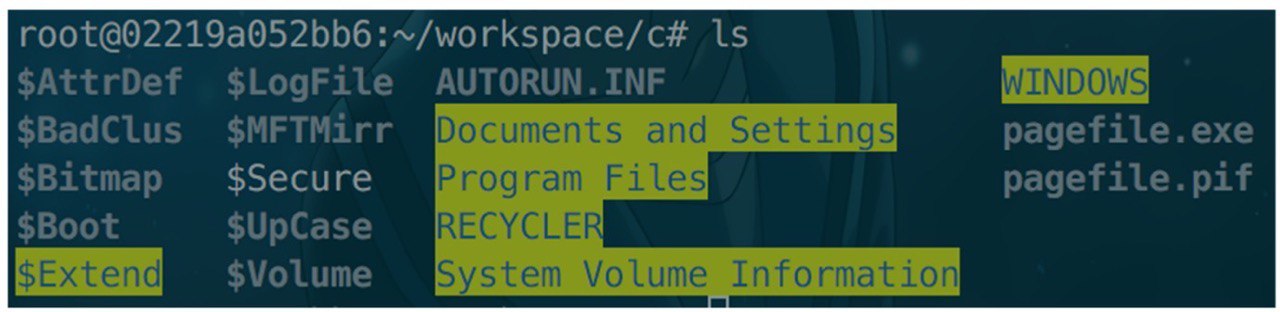 root@02219a052bb6:~/workspace/c# ls
$AttrDef $LogFile AUTORUN.INF WINDOWS
$BadClus $MFTMirr Documents and Settings pagefile.exe
$Bitmap $Secure Program Files pagefile.pif
$Boot $UpCase RECYCLER
$Extend $Volume System Volume Information